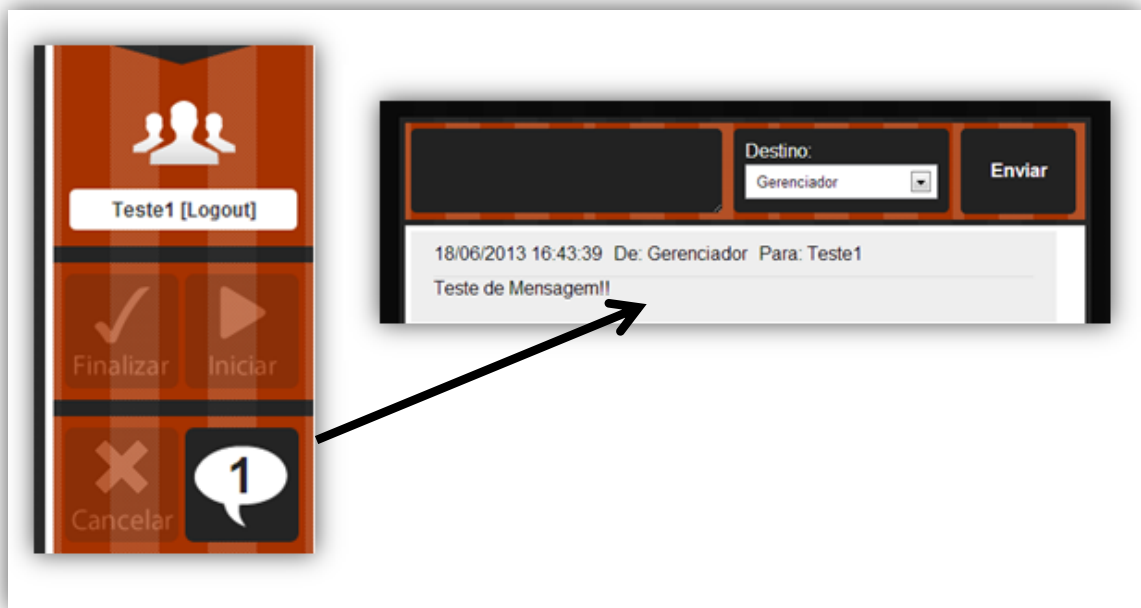 Teste1 [Logout]
Finalizar Iniciar
Cancelar 1
Destino:
Gerenciador
Enviar
18/06/2013 16:43:39 De: Gerenciador Para: Teste1
Teste de Mensagem!!